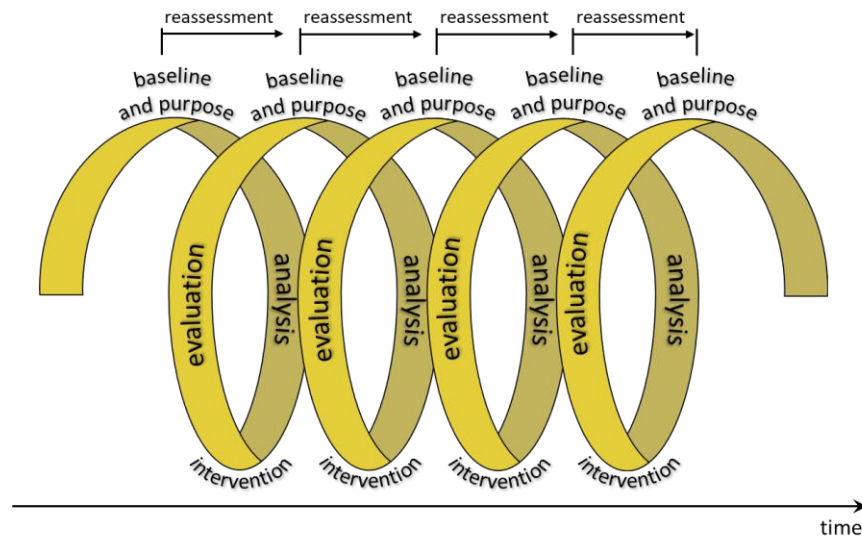 reassessment
reassessment
reassessment
reassessment
baseline
and purpose
baseline
and purpose
baseline
and purpose
baseline
and purpose
baseline
and purpose
evaluation
analysis
evaluation
analysis
evaluation
analysis
evaluation
analysis
intervention
intervention
intervention
intervention
time